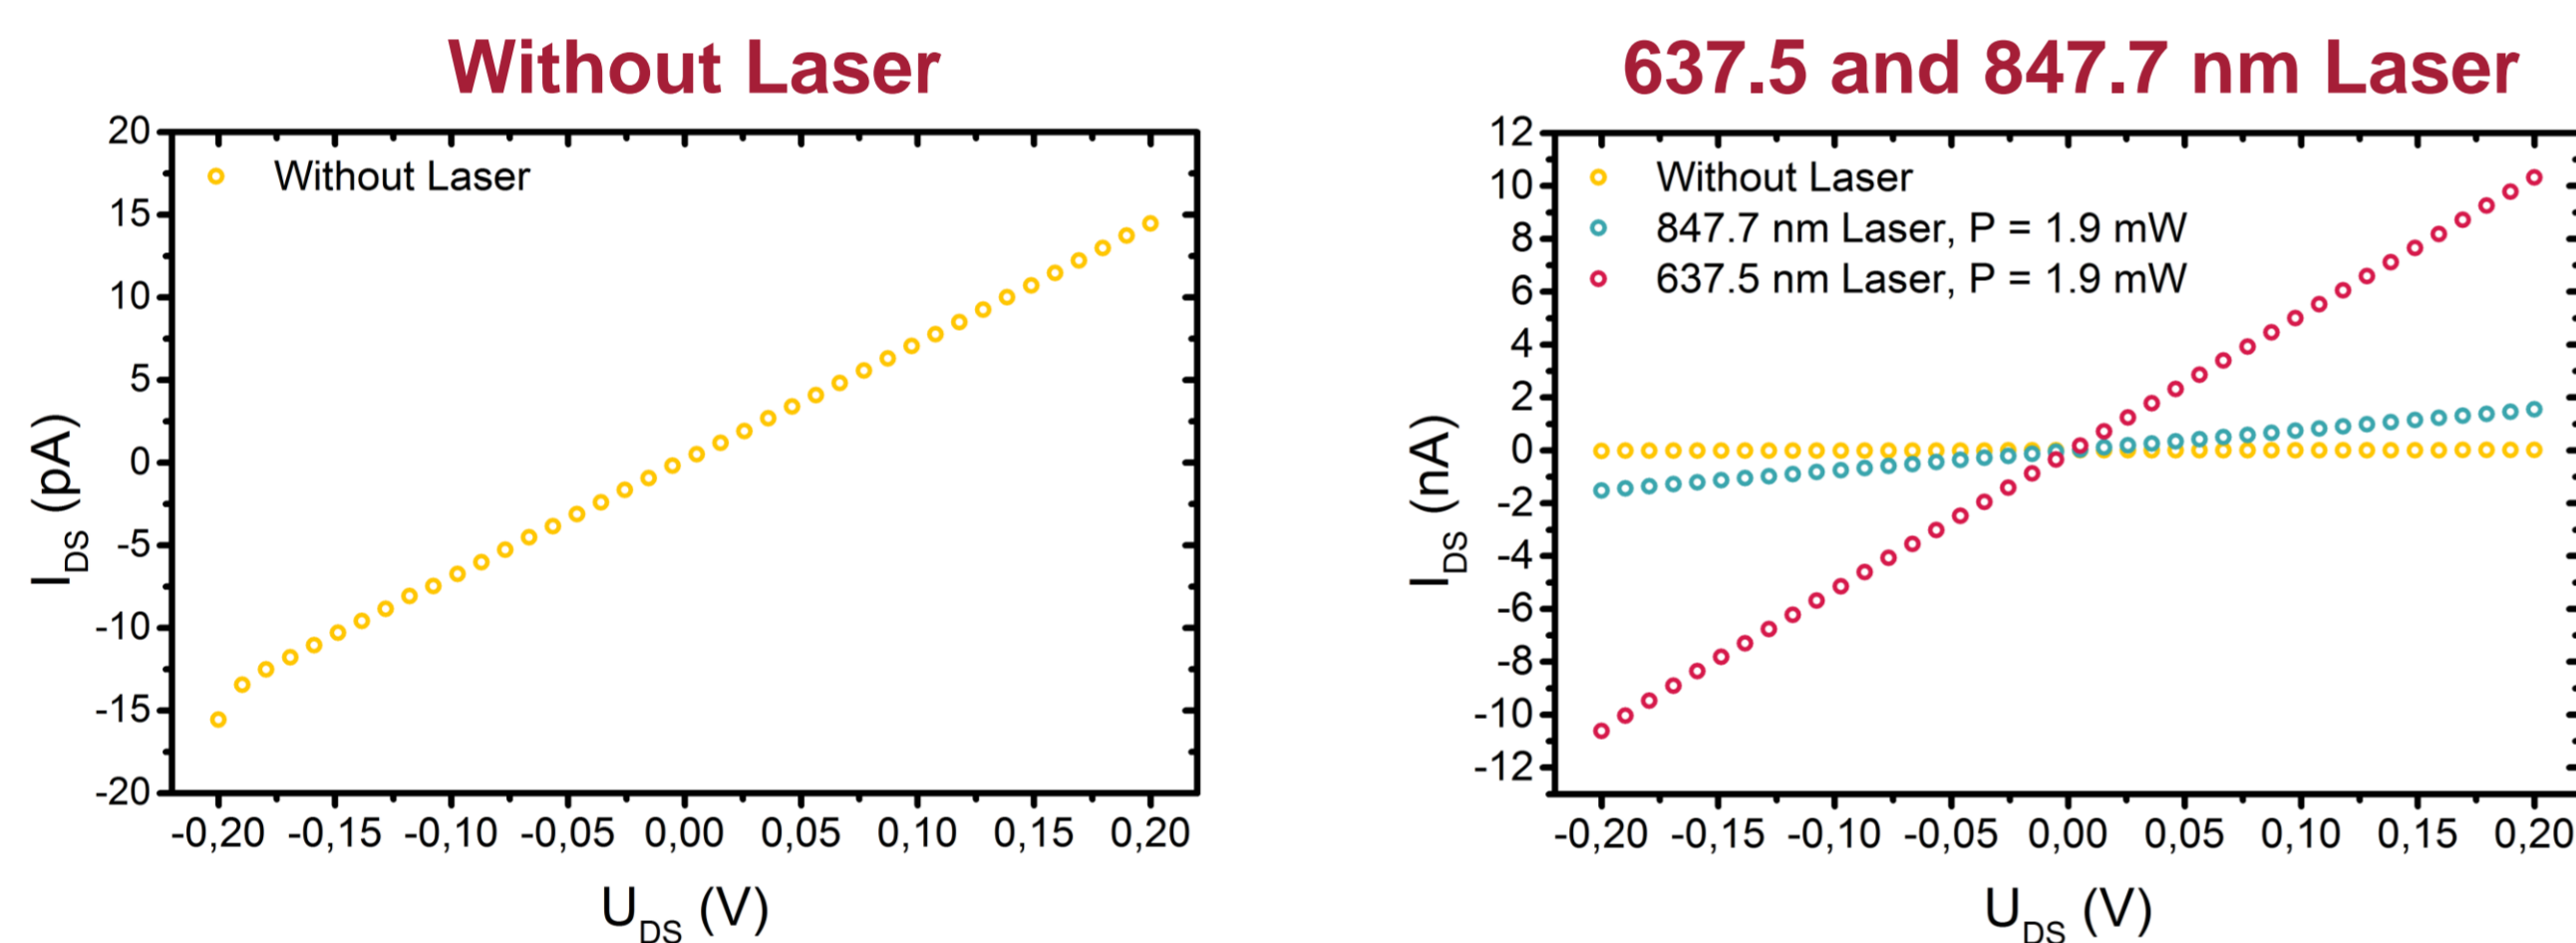 Without Laser
20
15
10
5
0
-5
-10
-15
-20
Without Laser
I_DS (pA)
-0,20 -0,15 -0,10 -0,05 0,00 0,05 0,10 0,15 0,20
U_DS (V)
637.5 and 847.7 nm Laser
12
10
8
6
4
2
0
-2
-4
-6
-8
-10
-12
Without Laser
847.7 nm Laser, P = 1.9 mW
637.5 nm Laser, P = 1.9 mW
I_DS (nA)
-0,20 -0,15 -0,10 -0,05 0,00 0,05 0,10 0,15 0,20
U_DS (V)